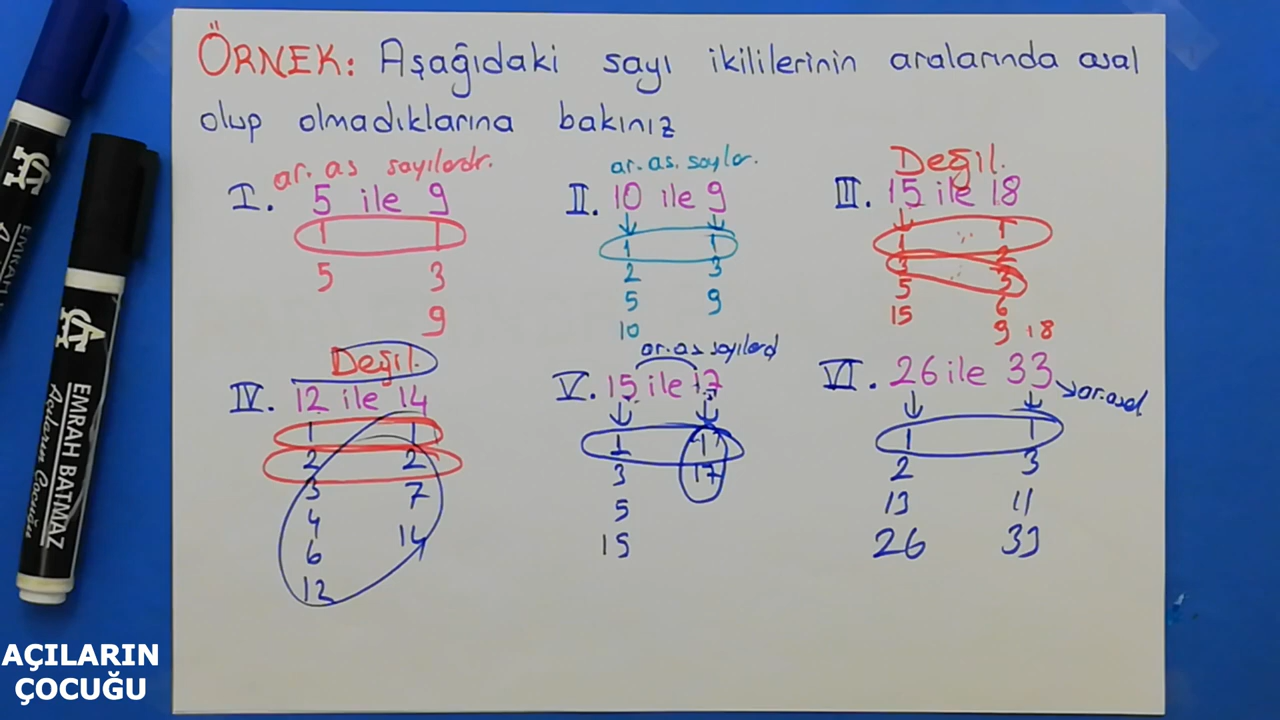 ÖRNEK: Aşağıdaki sayı ikililerinin aralarında asal
olup olmadıklarına bakınız
ar. as sayılardır.
I. 5 ile 9
1 1
5 3
9
ar. as. sayılar.
II. 10 ile 9
1 1
2 3
5 9
10
Değil.
III. 15 ile 18
1 1
3 2
5 3
15 6
9 18
Değil.
IV. 12 ile 14
1 1
2 2
3 7
4 14
6
12
ar. as sayılard
V. 15 ile 17
1 1
3 17
5
15
VI. 26 ile 33
ar. asal
1 1
2 3
13 11
26 33
EMRAH BATMAZ
Açıların Çocuğu
EMRAH
AÇILARIN
ÇOCUĞU